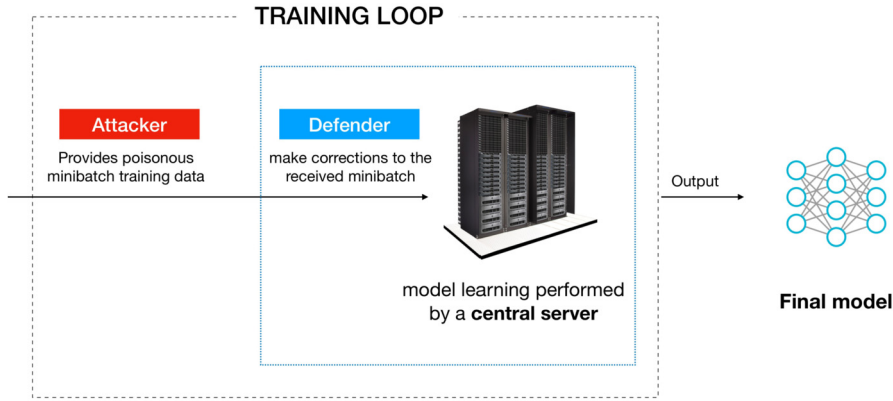 TRAINING LOOP
Attacker
Provides poisonous
minibatch training data
Defender
make corrections to the
received minibatch
model learning performed
by a central server
Output
Final model